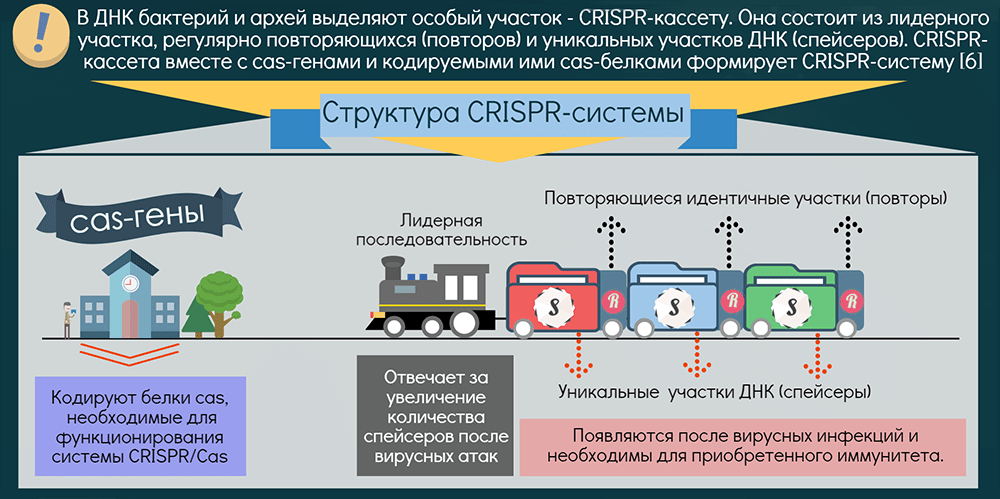 !
В ДНК бактерий и архей выделяют особый участок - CRISPR-кассету. Она состоит из лидерного
участка, регулярно повторяющихся (повторов) и уникальных участков ДНК (спейсеров). CRISPR-
кассета вместе с cas-генами и кодируемыми ими cas-белками формирует CRISPR-систему [6]
Структура CRISPR-системы
cas-гены
Кодируют белки cas,
необходимые для
функционирования
системы CRISPR/Cas
Лидерная
последовательность
Отвечает за
увеличение
количества
спейсеров после
вирусных атак
Повторяющиеся идентичные участки (повторы)
S R S R S R
Уникальные участки ДНК (спейсеры)
Появляются после вирусных инфекций и
необходимы для приобретенного иммунитета.